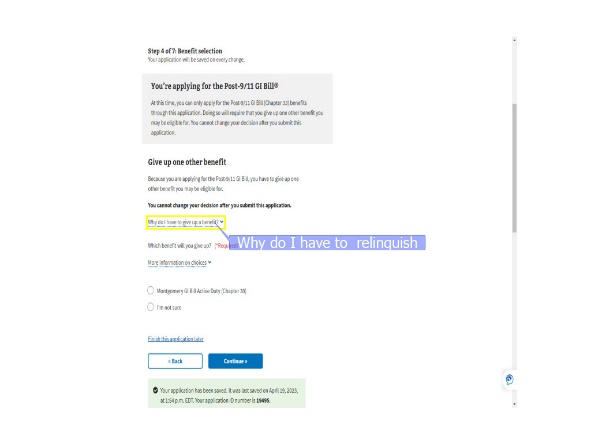 Step 4 of 7: Benefit selection
Your application will be saved on every change.
You're applying for the Post-9/11 GI Bill®
At this time, you can only apply for the Post-9/11 GI Bill (Chapter 33) benefits
through this application. Doing so will require that you give up one other benefit you
may be eligible for. You cannot change your decision after you submit this
application.
Give up one other benefit
Because you are applying for the Post-9/11 GI Bill, you have to give up one
other benefit you may be eligible for.
You cannot change your decision after you submit this application.
Why do I have to give up a benefit?
Why do I have to relinquish
Which benefit will you give up?
More information on choices
Montgomery GI Bill Active Duty (Chapter 30)
I'm not sure
Finish this application later
« Back
Continue »
Your application has been saved. It was last saved on April 19, 2023,
at 1:54 p.m. EDT. Your application ID number is